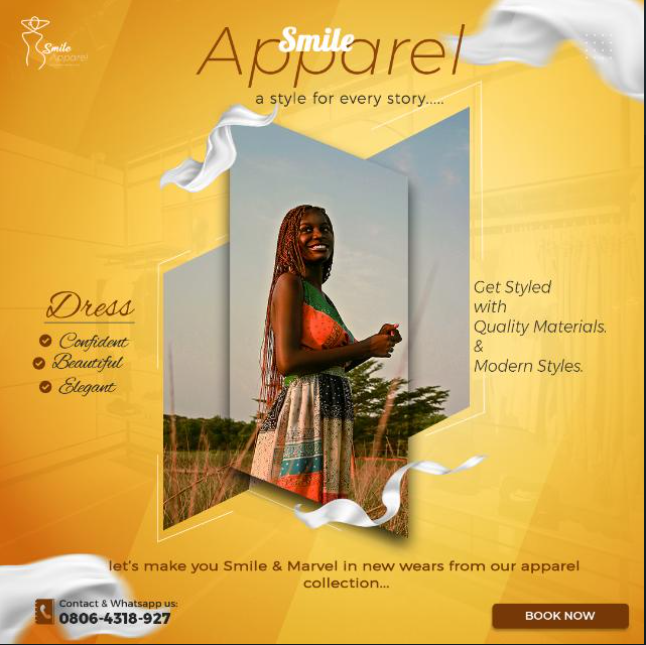 Smile
Apparel
Smile
Apparel
a style for every story.....
Dress
Confident
Beautiful
Elegant
Get Styled
with
Quality Materials.
&
Modern Styles.
let's make you Smile & Marvel in new wears from our apparel
collection...
Contact & Whatsapp us:
0806-4318-927
BOOK NOW